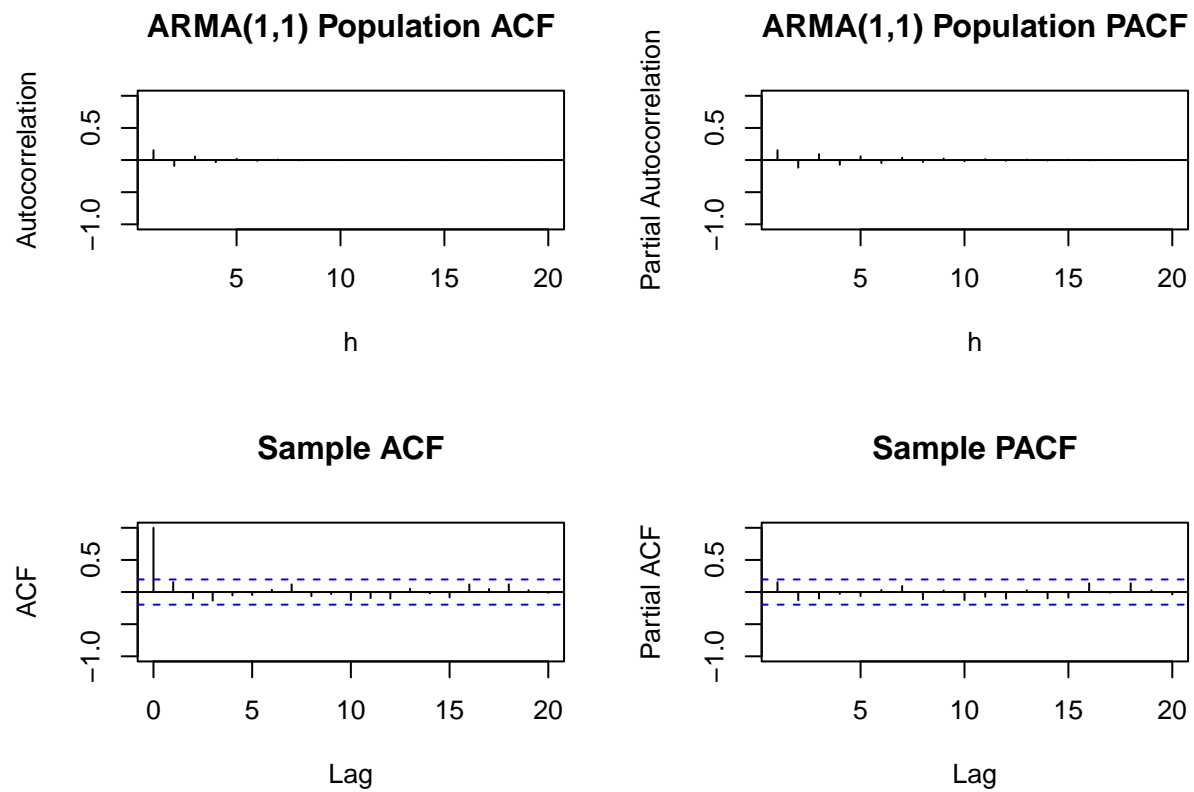 ARMA(1,1) Population ACF
Autocorrelation
0.5
−1.0
5 10 15 20
h
ARMA(1,1) Population PACF
Partial Autocorrelation
0.5
−1.0
5 10 15 20
h
Sample ACF
ACF
0.5
−1.0
0 5 10 15 20
Lag
Sample PACF
Partial ACF
0.5
−1.0
5 10 15 20
Lag